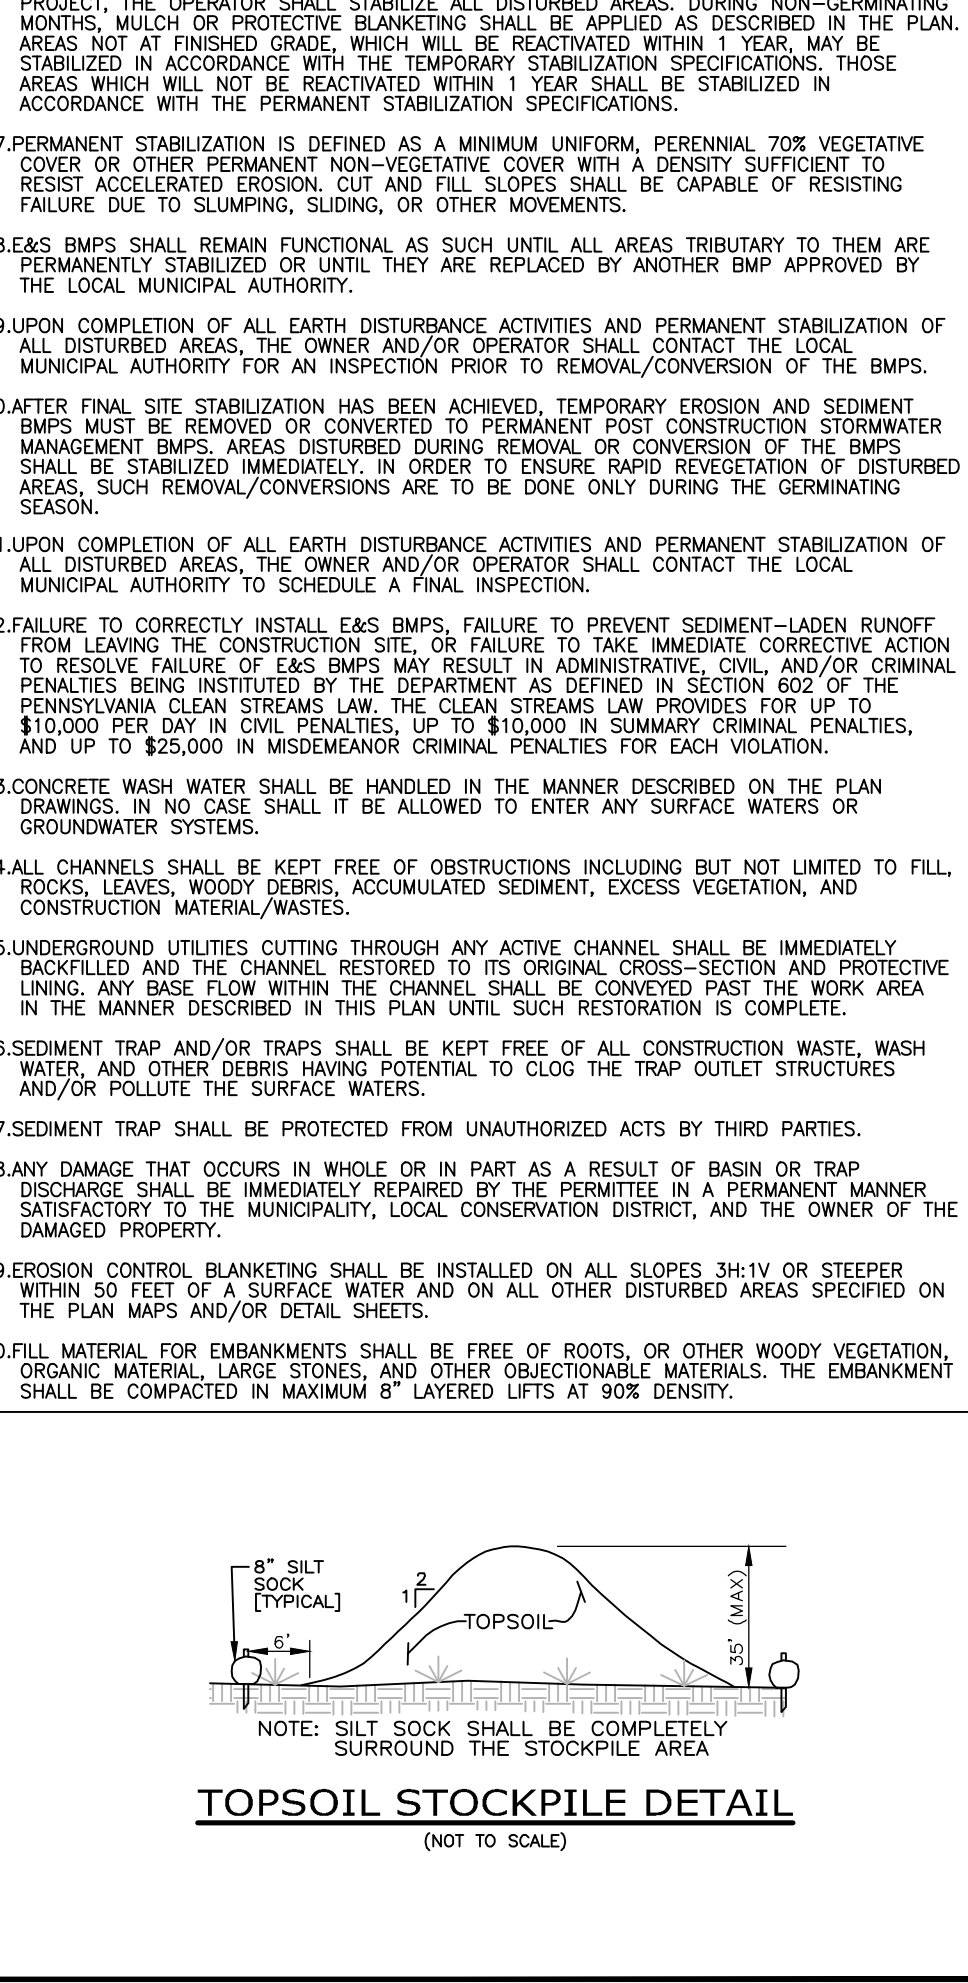 PROJECT, THE OPERATOR SHALL STABILIZE ALL DISTURBED AREAS. DURING NON-GERMINATING
MONTHS, MULCH OR PROTECTIVE BLANKETING SHALL BE APPLIED AS DESCRIBED IN THE PLAN.
AREAS NOT AT FINISHED GRADE, WHICH WILL BE REACTIVATED WITHIN 1 YEAR, MAY BE
STABILIZED IN ACCORDANCE WITH THE TEMPORARY STABILIZATION SPECIFICATIONS. THOSE
AREAS WHICH WILL NOT BE REACTIVATED WITHIN 1 YEAR SHALL BE STABILIZED IN
ACCORDANCE WITH THE PERMANENT STABILIZATION SPECIFICATIONS.
7.PERMANENT STABILIZATION IS DEFINED AS A MINIMUM UNIFORM, PERENNIAL 70% VEGETATIVE
COVER OR OTHER PERMANENT NON-VEGETATIVE COVER WITH A DENSITY SUFFICIENT TO
RESIST ACCELERATED EROSION. CUT AND FILL SLOPES SHALL BE CAPABLE OF RESISTING
FAILURE DUE TO SLUMPING, SLIDING, OR OTHER MOVEMENTS.
8.E&S BMPS SHALL REMAIN FUNCTIONAL AS SUCH UNTIL ALL AREAS TRIBUTARY TO THEM ARE
PERMANENTLY STABILIZED OR UNTIL THEY ARE REPLACED BY ANOTHER BMP APPROVED BY
THE LOCAL MUNICIPAL AUTHORITY.
9.UPON COMPLETION OF ALL EARTH DISTURBANCE ACTIVITIES AND PERMANENT STABILIZATION OF
ALL DISTURBED AREAS, THE OWNER AND/OR OPERATOR SHALL CONTACT THE LOCAL
MUNICIPAL AUTHORITY FOR AN INSPECTION PRIOR TO REMOVAL/CONVERSION OF THE BMPS.
0.AFTER FINAL SITE STABILIZATION HAS BEEN ACHIEVED, TEMPORARY EROSION AND SEDIMENT
BMPS MUST BE REMOVED OR CONVERTED TO PERMANENT POST CONSTRUCTION STORMWATER
MANAGEMENT BMPS. AREAS DISTURBED DURING REMOVAL OR CONVERSION OF THE BMPS
SHALL BE STABILIZED IMMEDIATELY. IN ORDER TO ENSURE RAPID REVEGETATION OF DISTURBED
AREAS, SUCH REMOVAL/CONVERSIONS ARE TO BE DONE ONLY DURING THE GERMINATING
SEASON.
1.UPON COMPLETION OF ALL EARTH DISTURBANCE ACTIVITIES AND PERMANENT STABILIZATION OF
ALL DISTURBED AREAS, THE OWNER AND/OR OPERATOR SHALL CONTACT THE LOCAL
MUNICIPAL AUTHORITY TO SCHEDULE A FINAL INSPECTION.
2.FAILURE TO CORRECTLY INSTALL E&S BMPS, FAILURE TO PREVENT SEDIMENT-LADEN RUNOFF
FROM LEAVING THE CONSTRUCTION SITE, OR FAILURE TO TAKE IMMEDIATE CORRECTIVE ACTION
TO RESOLVE FAILURE OF E&S BMPS MAY RESULT IN ADMINISTRATIVE, CIVIL, AND/OR CRIMINAL
PENALTIES BEING INSTITUTED BY THE DEPARTMENT AS DEFINED IN SECTION 602 OF THE
PENNSYLVANIA CLEAN STREAMS LAW. THE CLEAN STREAMS LAW PROVIDES FOR UP TO
$10,000 PER DAY IN CIVIL PENALTIES, UP TO $10,000 IN SUMMARY CRIMINAL PENALTIES,
AND UP TO $25,000 IN MISDEMEANOR CRIMINAL PENALTIES FOR EACH VIOLATION.
3.CONCRETE WASH WATER SHALL BE HANDLED IN THE MANNER DESCRIBED ON THE PLAN
DRAWINGS. IN NO CASE SHALL IT BE ALLOWED TO ENTER ANY SURFACE WATERS OR
GROUNDWATER SYSTEMS.
4.ALL CHANNELS SHALL BE KEPT FREE OF OBSTRUCTIONS INCLUDING BUT NOT LIMITED TO FILL,
ROCKS, LEAVES, WOODY DEBRIS, ACCUMULATED SEDIMENT, EXCESS VEGETATION, AND
CONSTRUCTION MATERIAL/WASTES.
5.UNDERGROUND UTILITIES CUTTING THROUGH ANY ACTIVE CHANNEL SHALL BE IMMEDIATELY
BACKFILLED AND THE CHANNEL RESTORED TO ITS ORIGINAL CROSS-SECTION AND PROTECTIVE
LINING. ANY BASE FLOW WITHIN THE CHANNEL SHALL BE CONVEYED PAST THE WORK AREA
IN THE MANNER DESCRIBED IN THIS PLAN UNTIL SUCH RESTORATION IS COMPLETE.
6.SEDIMENT TRAP AND/OR TRAPS SHALL BE KEPT FREE OF ALL CONSTRUCTION WASTE, WASH
WATER, AND OTHER DEBRIS HAVING POTENTIAL TO CLOG THE TRAP OUTLET STRUCTURES
AND/OR POLLUTE THE SURFACE WATERS.
7.SEDIMENT TRAP SHALL BE PROTECTED FROM UNAUTHORIZED ACTS BY THIRD PARTIES.
8.ANY DAMAGE THAT OCCURS IN WHOLE OR IN PART AS A RESULT OF BASIN OR TRAP
DISCHARGE SHALL BE IMMEDIATELY REPAIRED BY THE PERMITTEE IN A PERMANENT MANNER
SATISFACTORY TO THE MUNICIPALITY, LOCAL CONSERVATION DISTRICT, AND THE OWNER OF THE
DAMAGED PROPERTY.
9.EROSION CONTROL BLANKETING SHALL BE INSTALLED ON ALL SLOPES 3H:1V OR STEEPER
WITHIN 50 FEET OF A SURFACE WATER AND ON ALL OTHER DISTURBED AREAS SPECIFIED ON
THE PLAN MAPS AND/OR DETAIL SHEETS.
0.FILL MATERIAL FOR EMBANKMENTS SHALL BE FREE OF ROOTS, OR OTHER WOODY VEGETATION,
ORGANIC MATERIAL, LARGE STONES, AND OTHER OBJECTIONABLE MATERIALS. THE EMBANKMENT
SHALL BE COMPACTED IN MAXIMUM 8" LAYERED LIFTS AT 90% DENSITY.
8" SILT
SOCK
[TYPICAL]
2
1
TOPSOIL
35' (MAX)
6'
NOTE: SILT SOCK SHALL BE COMPLETELY
SURROUND THE STOCKPILE AREA
TOPSOIL STOCKPILE DETAIL
(NOT TO SCALE)